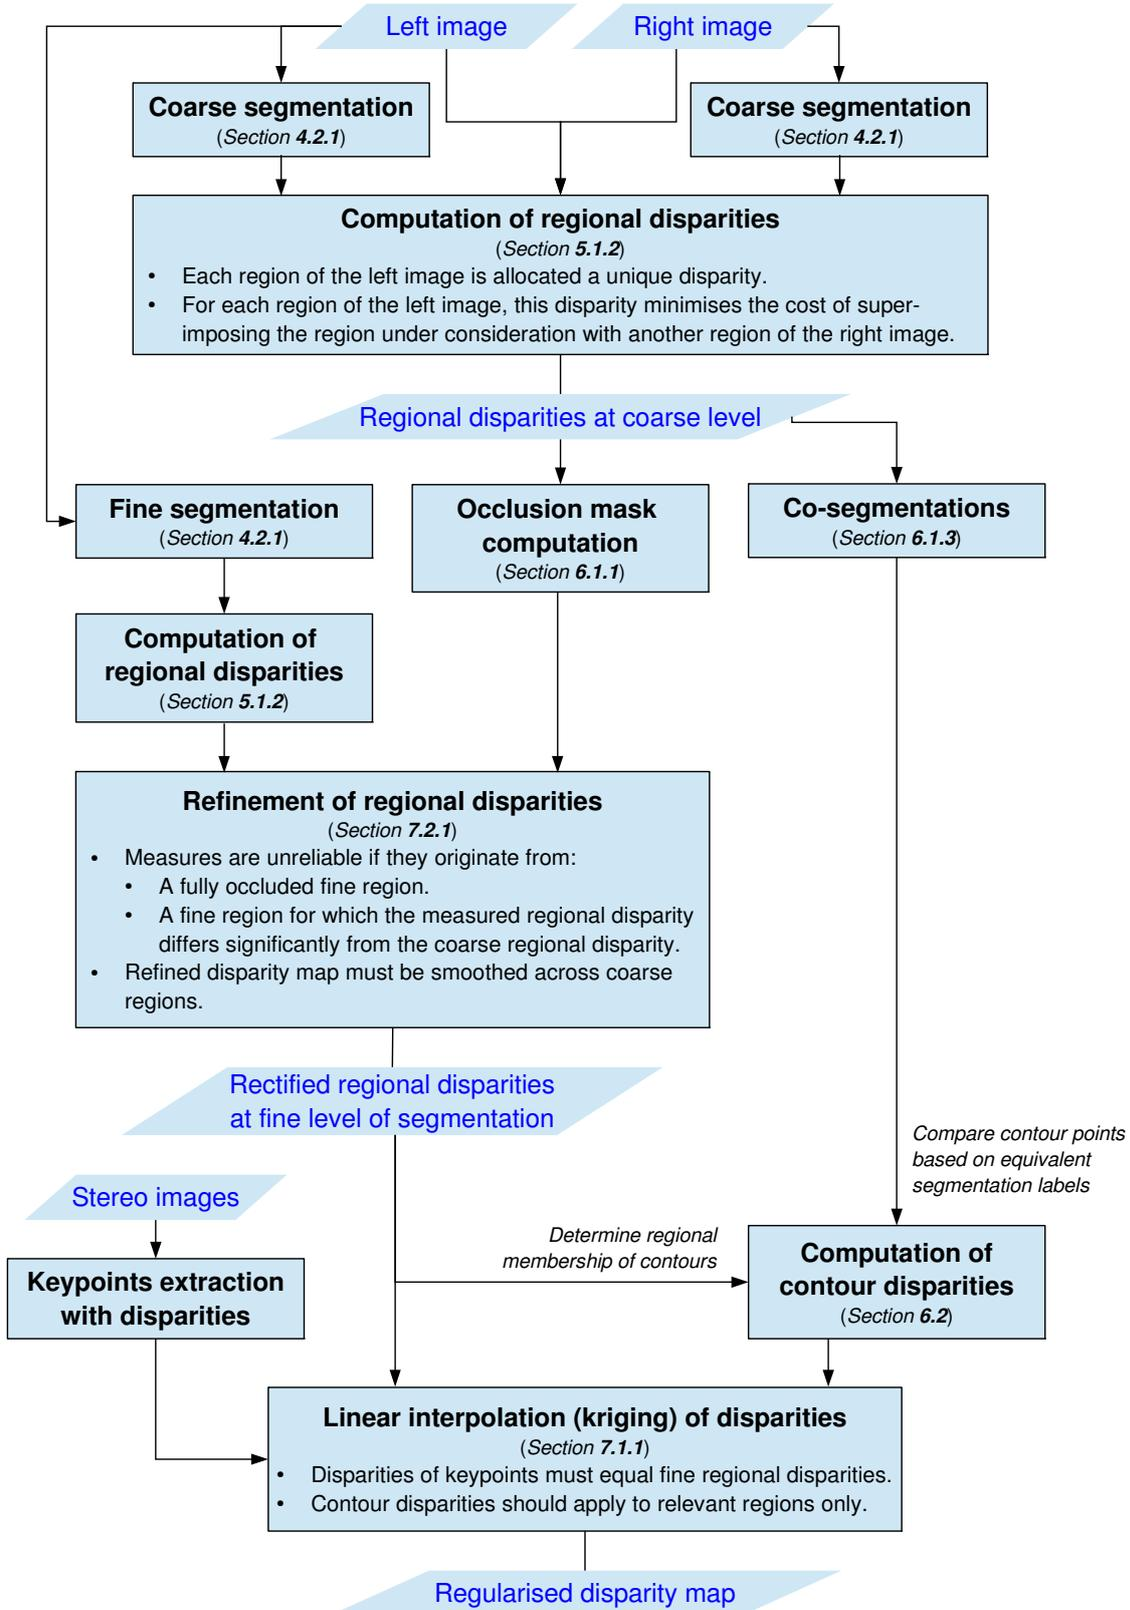 Left image
Right image
Coarse segmentation
(Section 4.2.1)
Coarse segmentation
(Section 4.2.1)
Computation of regional disparities
(Section 5.1.2)
• Each region of the left image is allocated a unique disparity.
• For each region of the left image, this disparity minimises the cost of super-
imposing the region under consideration with another region of the right image.
Regional disparities at coarse level
Fine segmentation
(Section 4.2.1)
Occlusion mask
computation
(Section 6.1.1)
Co-segmentations
(Section 6.1.3)
Computation of
regional disparities
(Section 5.1.2)
Refinement of regional disparities
(Section 7.2.1)
• Measures are unreliable if they originate from:
• A fully occluded fine region.
• A fine region for which the measured regional disparity
differs significantly from the coarse regional disparity.
• Refined disparity map must be smoothed across coarse
regions.
Rectified regional disparities
at fine level of segmentation
Compare contour points
based on equivalent
segmentation labels
Stereo images
Keypoints extraction
with disparities
Determine regional
membership of contours
Computation of
contour disparities
(Section 6.2)
Linear interpolation (kriging) of disparities
(Section 7.1.1)
• Disparities of keypoints must equal fine regional disparities.
• Contour disparities should apply to relevant regions only.
Regularised disparity map